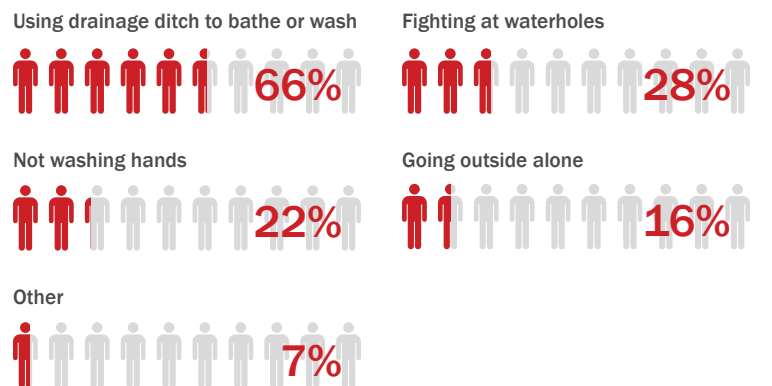 Using drainage ditch to bathe or wash
66%
Fighting at waterholes
28%
Not washing hands
22%
Going outside alone
16%
Other
7%